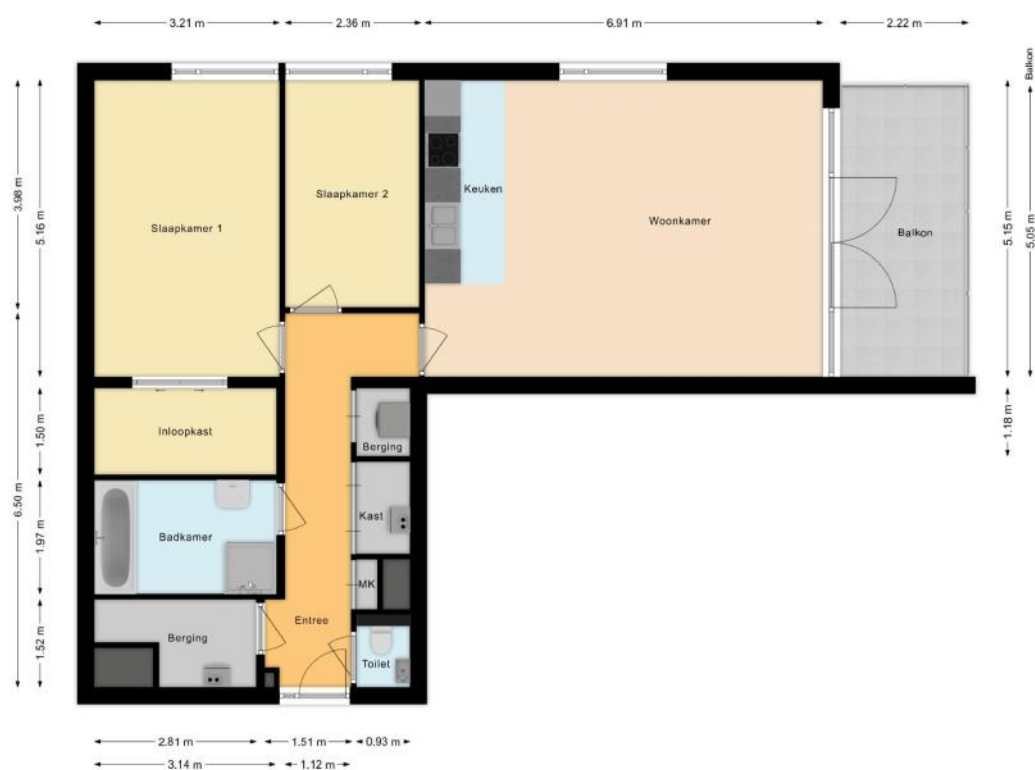 3.21 m
2.36 m
6.91 m
2.22 m
Balkon
3.98 m
5.16 m
5.15 m
5.05 m
Slaapkamer 1
Slaapkamer 2
Keuken
Woonkamer
Balkon
1.18 m
6.50 m
1.50 m
1.97 m
1.52 m
Inloopkast
Berging
Kast
Badkamer
MK
Berging
Entree
Toilet
2.81 m
1.51 m
0.93 m
3.14 m
1.12 m